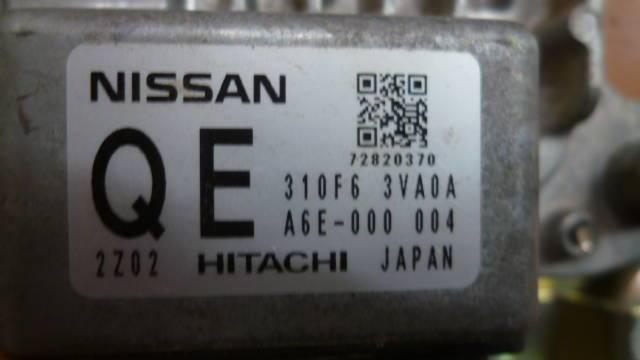 NISSAN
72820370
QE
310F6 3VA0A
A6E-000 004
2Z02 HITACHI JAPAN